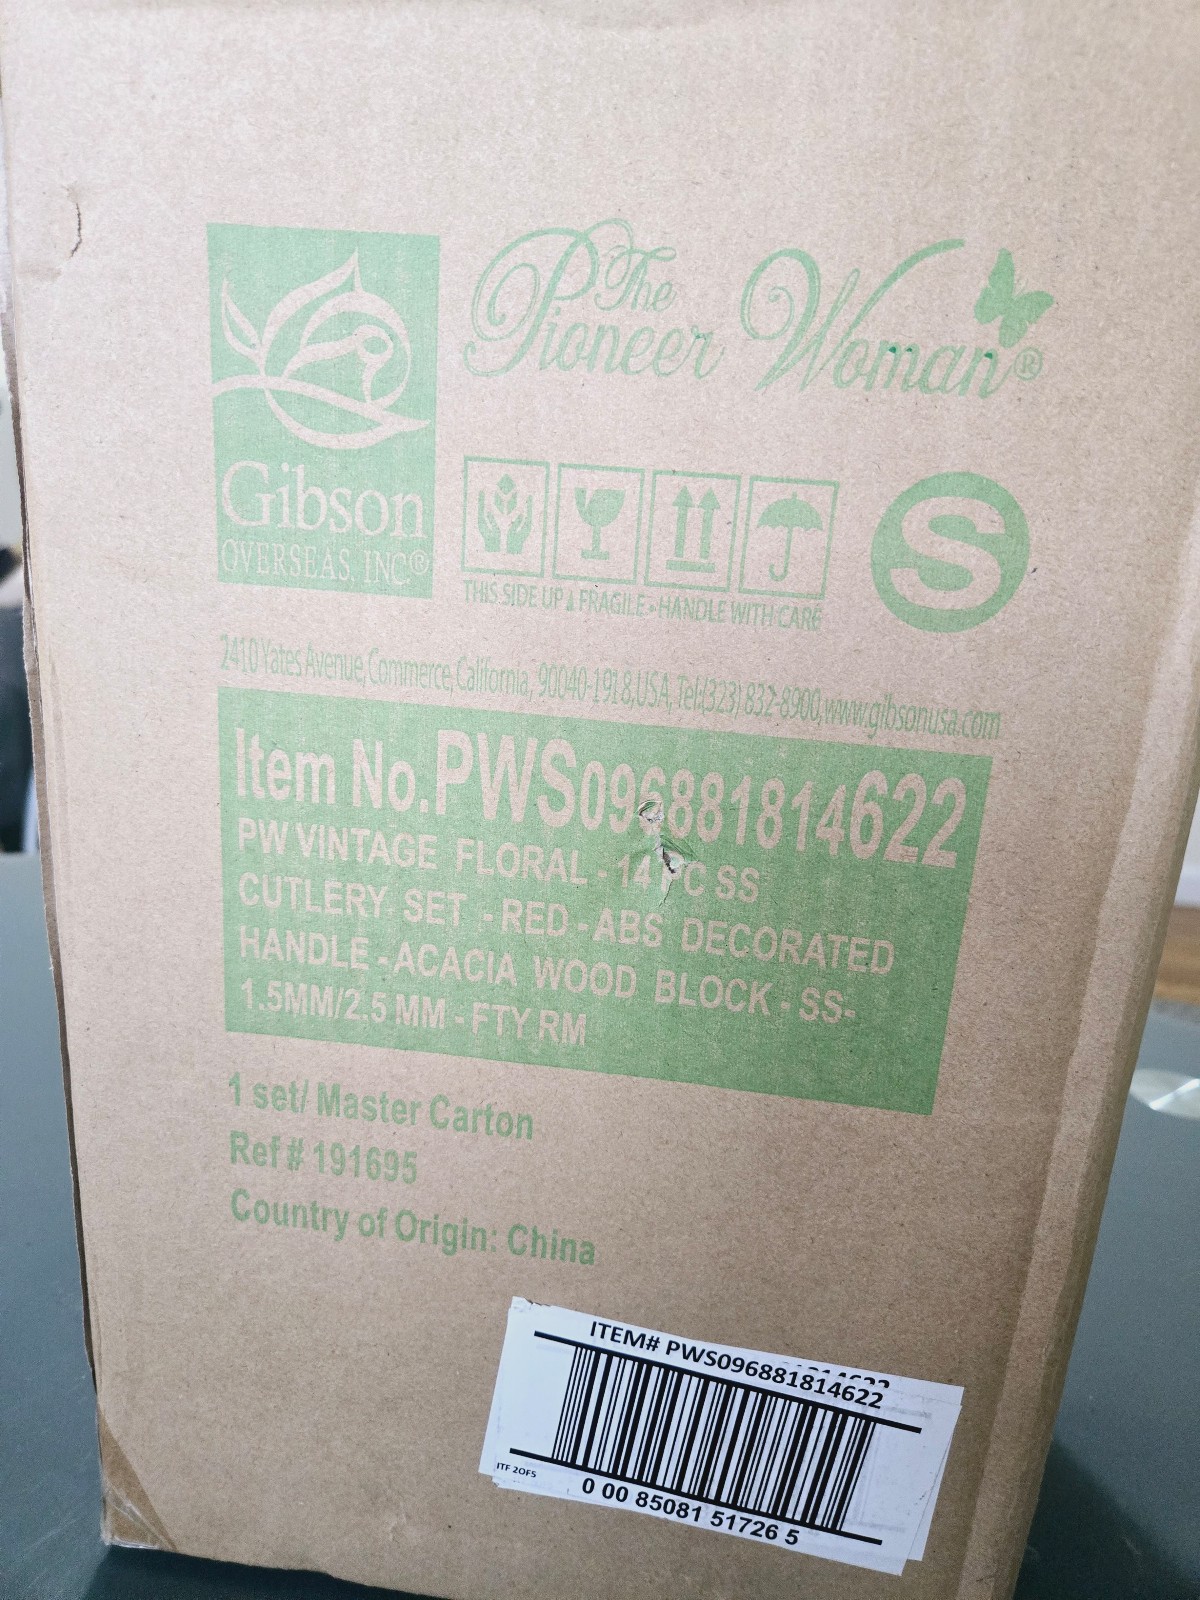 The Pioneer Woman®
Gibson
OVERSEAS, INC.®
S
THIS SIDE UP ▲ FRAGILE - HANDLE WITH CARE
2410 Yates Avenue, Commerce, California, 90040-1918, USA, Tel:(323) 832-8900, www.gibsonusa.com
Item No. PWS096881814622
PW VINTAGE FLORAL - 14 PC SS
CUTLERY SET - RED - ABS DECORATED
HANDLE - ACACIA WOOD BLOCK - SS-
1.5MM/2.5 MM - FTY RM
1 set/ Master Carton
Ref # 191695
Country of Origin: China
ITEM# PWS096881814622
ITF 2OF5
0 00 85081 51726 5